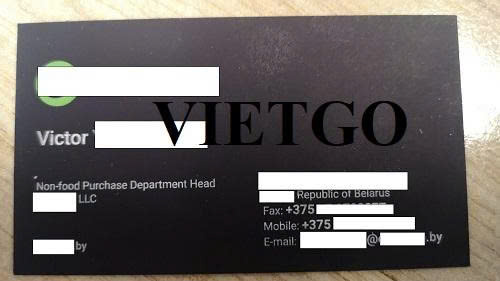 VIETGO
Victor
Non-food Purchase Department Head
LLC
by
Republic of Belarus
Fax: +375
Mobile: +375
E-mail: @ .by